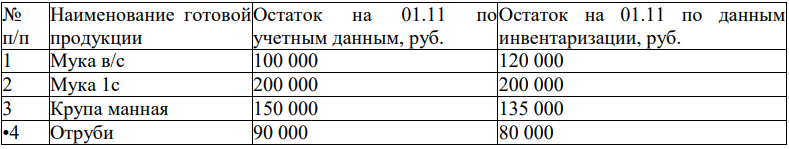 № п/п | Наименование готовой продукции | Остаток на 01.11 по учетным данным, руб. | Остаток на 01.11 по данным инвентаризации, руб.
1 | Мука в/с | 100 000 | 120 000
2 | Мука 1с | 200 000 | 200 000
3 | Крупа манная | 150 000 | 135 000
•4 | Отруби | 90 000 | 80 000